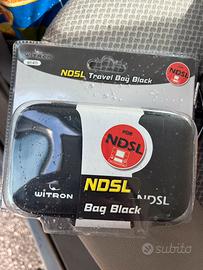 NDSL Travel Bag Black
NDSL
FOR
NDSL
WiTRON
NDSL
NDSL
Bag Black
subito